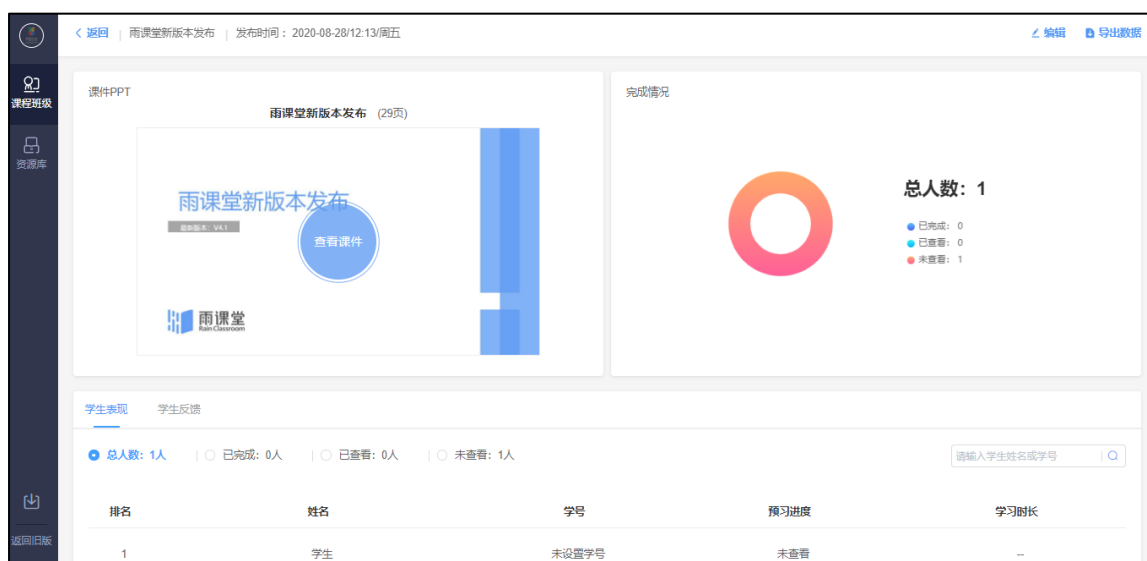 返回 | 雨课堂新版本发布 | 发布时间：2020-08-28/12:13/周五
编辑 导出数据
课程班级
资源库
返回旧版
课件PPT
雨课堂新版本发布 (29页)
雨课堂新版本发布
最新版本：V4.1
查看课件
雨课堂
Rain Classroom
完成情况
总人数：1
已完成：0
已查看：0
未查看：1
学生表现 学生反馈
总人数：1人 | 已完成：0人 | 已查看：0人 | 未查看：1人
请输入学生姓名或学号
排名 姓名 学号 预习进度 学习时长
1 学生 未设置学号 未查看 --